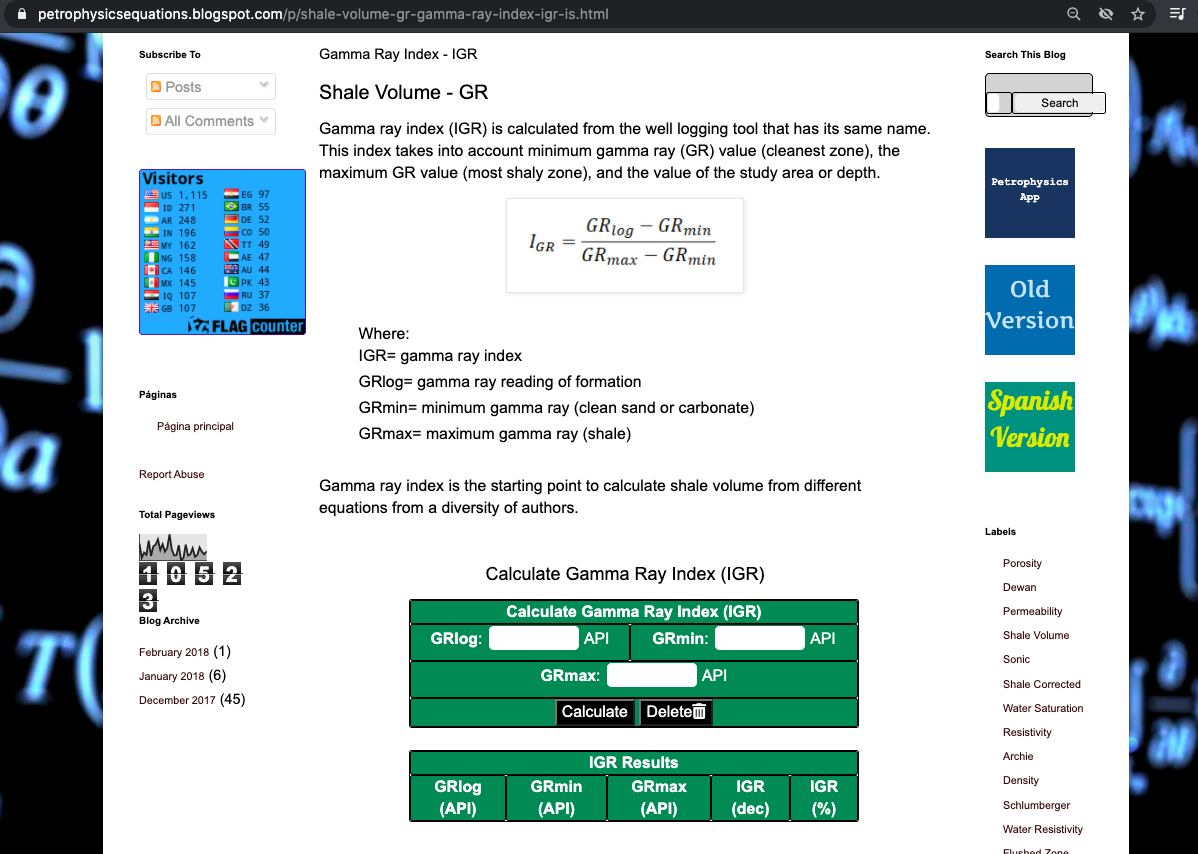 petrophysicsequations.blogspot.com/p/shale-volume-gr-gamma-ray-index-igr-is.html
Subscribe To
Posts
All Comments
Visitors
US 1,115
EG 97
ID 271
BR 55
AR 248
DE 52
IN 196
CO 50
MY 162
TT 49
NG 158
AE 47
CA 146
AU 44
MX 145
PK 43
IQ 107
RU 37
GB 107
DZ 36
FLAG counter
Páginas
Página principal
Report Abuse
Total Pageviews
1 0 5 2
3
Blog Archive
February 2018 (1)
January 2018 (6)
December 2017 (45)
Gamma Ray Index - IGR
Shale Volume - GR
Gamma ray index (IGR) is calculated from the well logging tool that has its same name.
This index takes into account minimum gamma ray (GR) value (cleanest zone), the
maximum GR value (most shaly zone), and the value of the study area or depth.
I_GR = (GR_log − GR_min) / (GR_max − GR_min)
Where:
IGR= gamma ray index
GRlog= gamma ray reading of formation
GRmin= minimum gamma ray (clean sand or carbonate)
GRmax= maximum gamma ray (shale)
Gamma ray index is the starting point to calculate shale volume from different
equations from a diversity of authors.
Calculate Gamma Ray Index (IGR)
Calculate Gamma Ray Index (IGR)
GRlog: API GRmin: API
GRmax: API
Calculate Delete
IGR Results
GRlog (API)
GRmin (API)
GRmax (API)
IGR (dec)
IGR (%)
Search This Blog
Search
Petrophysics
App
Old
Version
Spanish
Version
Labels
Porosity
Dewan
Permeability
Shale Volume
Sonic
Shale Corrected
Water Saturation
Resistivity
Archie
Density
Schlumberger
Water Resistivity
Flushed Zone